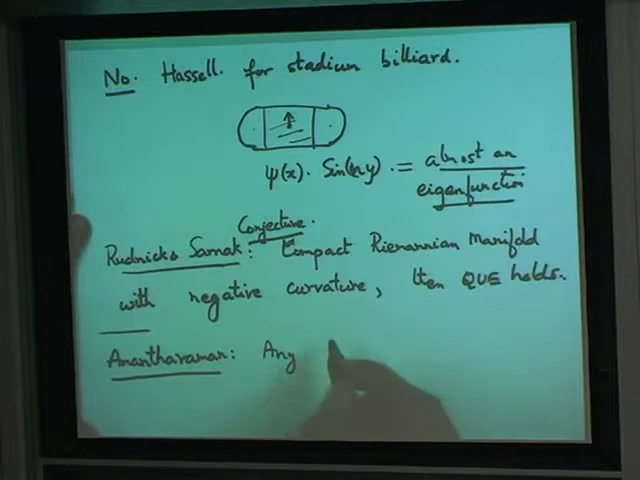 No. Hassell. for stadium billiard.
ψ(x). Sin(ny). = almost an
eigenfunction
Conjecture.
Rudnick & Sarnak: Compact Riemannian Manifold
with negative curvature, then QUE holds.
Anantharaman: Any